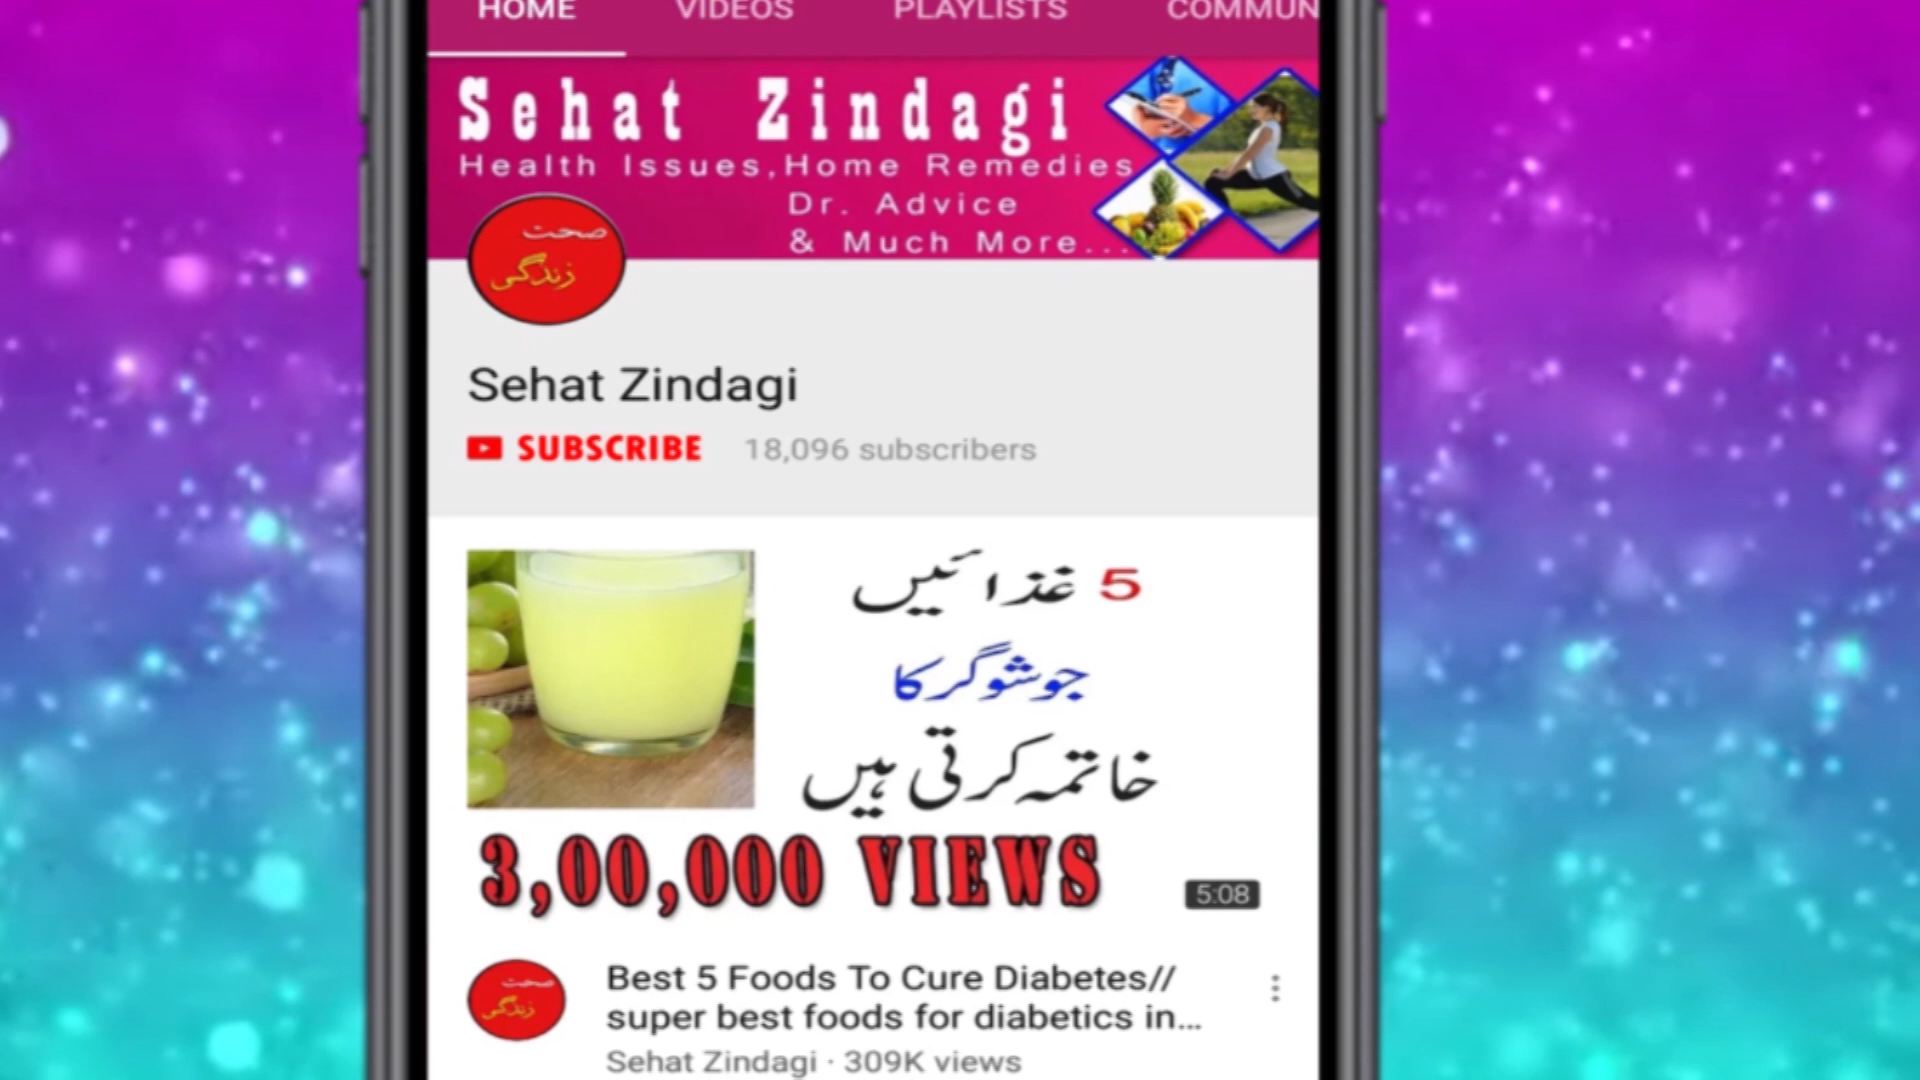 HOME VIDEOS PLAYLISTS COMMUN
Sehat Zindagi
Health Issues,Home Remedies
Dr. Advice
& Much More...
صحت
زندگی
Sehat Zindagi
SUBSCRIBE 18,096 subscribers
5 غذائیں
جو شوگر کا
خاتمہ کرتی ہیں
3,00,000 VIEWS
5:08
صحت
زندگی
Best 5 Foods To Cure Diabetes//
super best foods for diabetics in...
Sehat Zindagi · 309K views